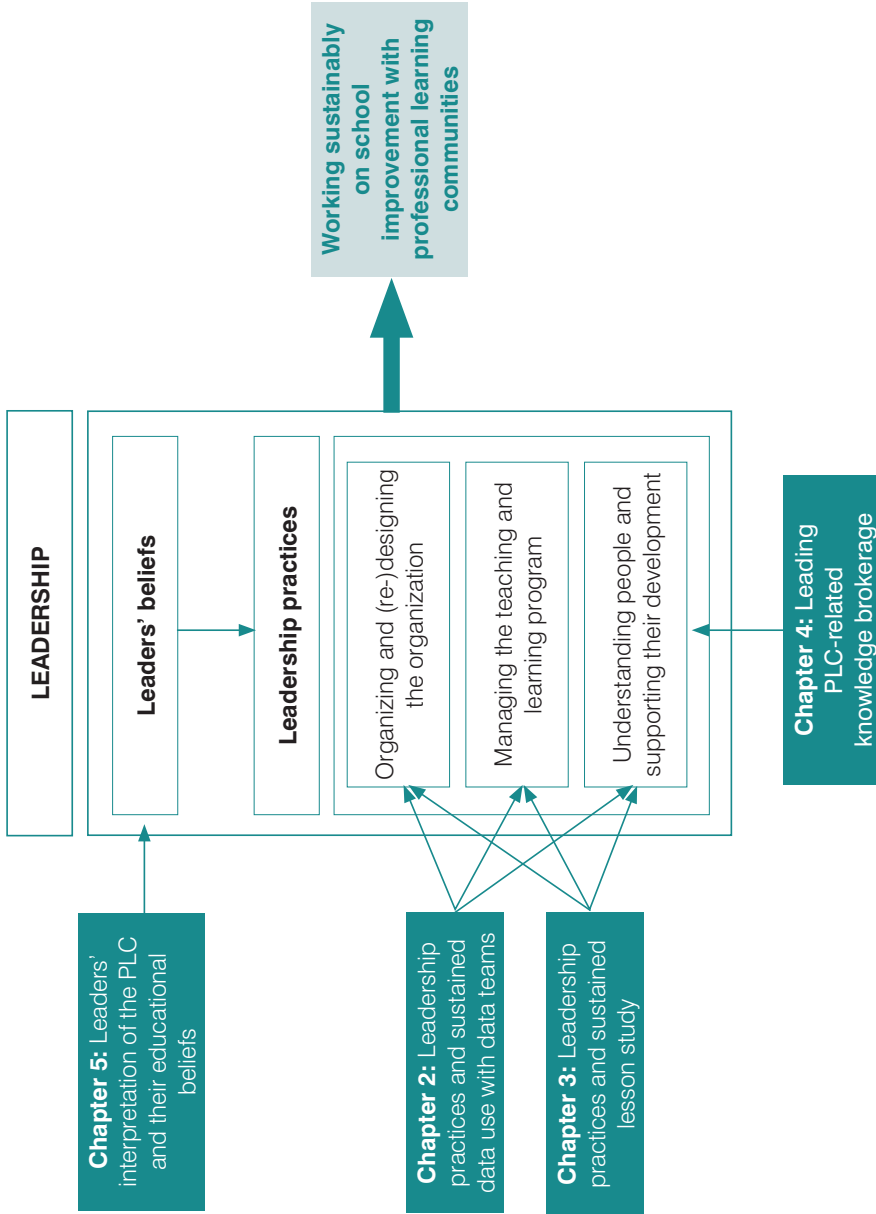 LEADERSHIP
Chapter 5: Leaders'
interpretation of the PLC
and their educational
beliefs
Leaders' beliefs
Leadership practices
Chapter 2: Leadership
practices and sustained
data use with data teams
Chapter 3: Leadership
practices and sustained
lesson study
Organizing and (re-)designing
the organization
Managing the teaching and
learning program
Understanding people and
supporting their development
Chapter 4: Leading
PLC-related
knowledge brokerage
Working sustainably
on school
improvement with
professional learning
communities